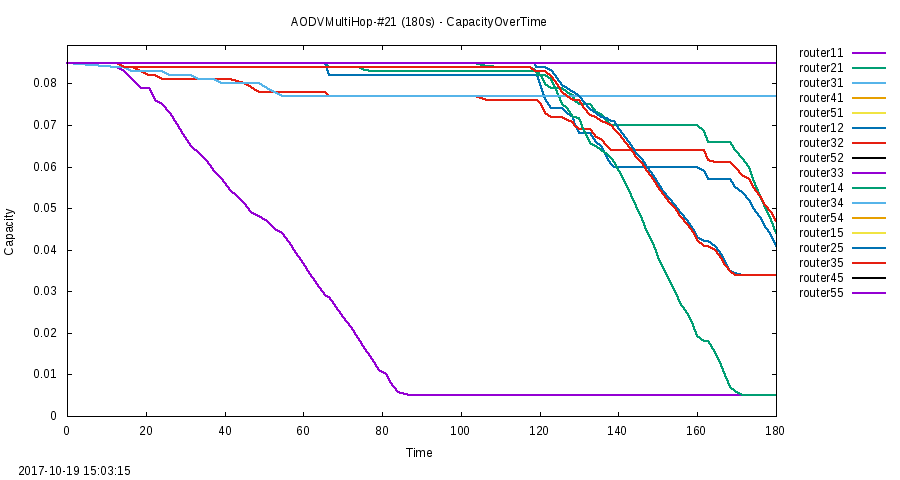 AODVMultiHop-#21 (180s) - CapacityOverTime
router11
router21
router31
router41
router51
router12
router32
router52
router33
router14
router34
router54
router15
router25
router35
router45
router55
Capacity
0.08
0.07
0.06
0.05
0.04
0.03
0.02
0.01
0
0 20 40 60 80 100 120 140 160 180
Time
2017-10-19 15:03:15